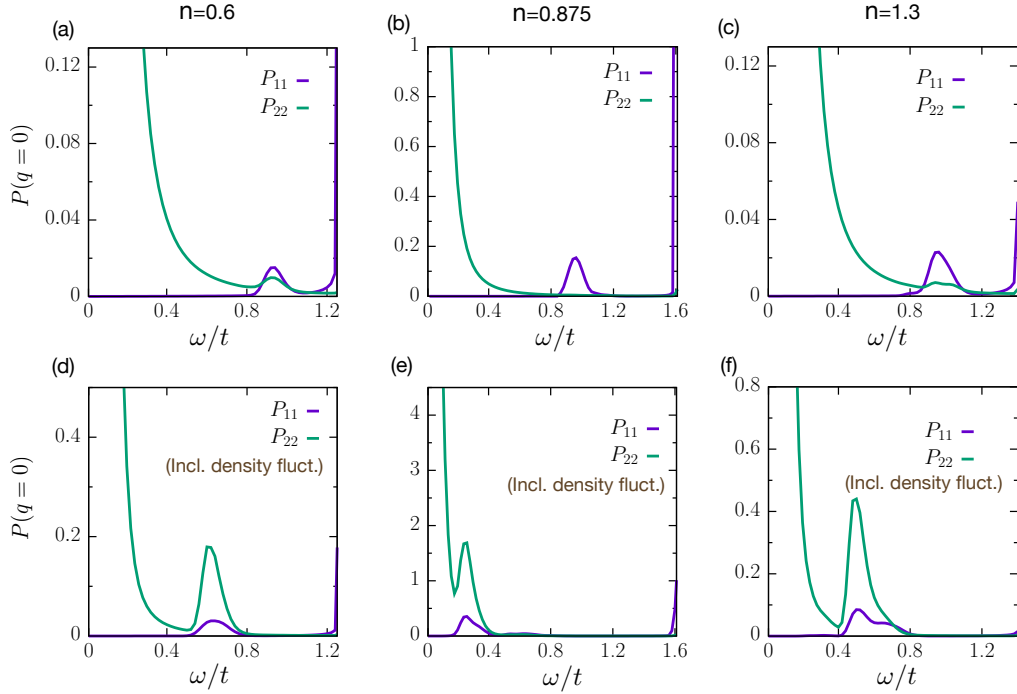 n=0.6 n=0.875 n=1.3
(a) (b) (c)
0.12 1 0.12
P₁₁ P₁₁ P₁₁
P₂₂ P₂₂ P₂₂
0.8
0.08 0.6 0.08
0.4
0.04 0.04
0.2
0 0 0
0 0.4 0.8 1.2 0 0.4 0.8 1.2 1.6 0 0.4 0.8 1.2
P(q = 0) P(q = 0)
ω/t ω/t ω/t
(d) (e) (f)
0.8
P₁₁ P₁₁ P₁₁
P₂₂ P₂₂ P₂₂
(Incl. density fluct.) (Incl. density fluct.) (Incl. density fluct.)
0.4 4 0.6
3
0.4
0.2 2
1 0.2
0 0 0
0 0.4 0.8 1.2 0 0.4 0.8 1.2 1.6 0 0.4 0.8 1.2
P(q = 0) P(q = 0)
ω/t ω/t ω/t